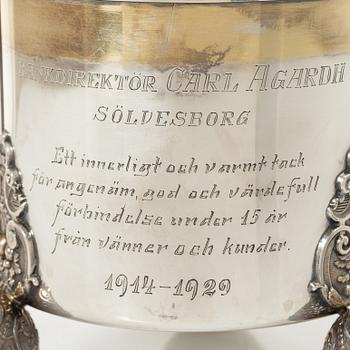 BANKDIREKTÖR CARL AGARDH
SÖLVESBORG
Ett innerligt och varmt tack
för angenäm, god och värdefull
förbindelse under 15 år
från vänner och kunder.
1914-1929